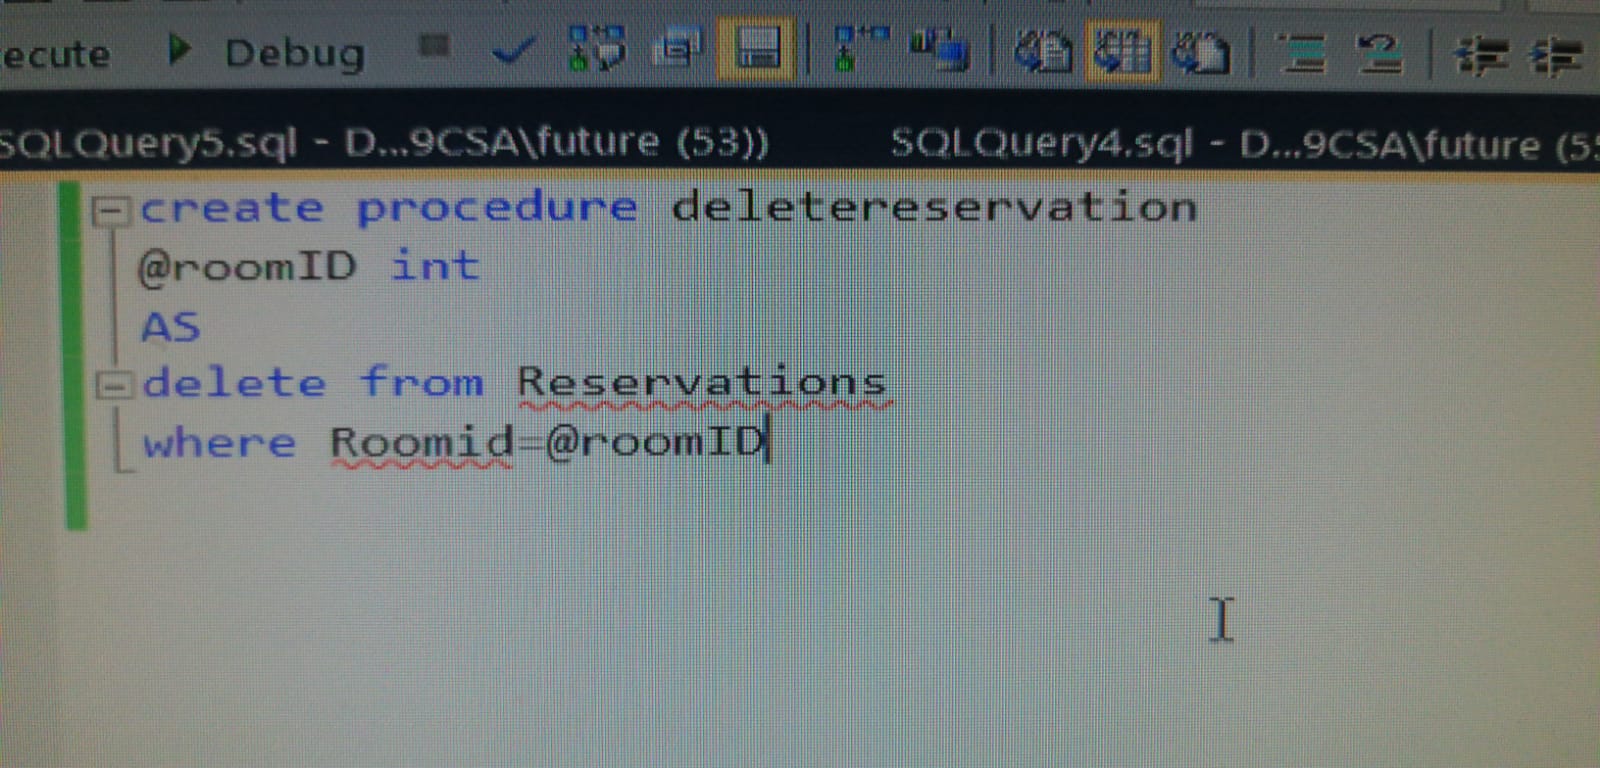 ecute Debug
SQLQuery5.sql - D...9CSA\future (53)) SQLQuery4.sql - D...9CSA\future (55
create procedure deletereservation
@roomID int
AS
delete from Reservations
where Roomid=@roomID